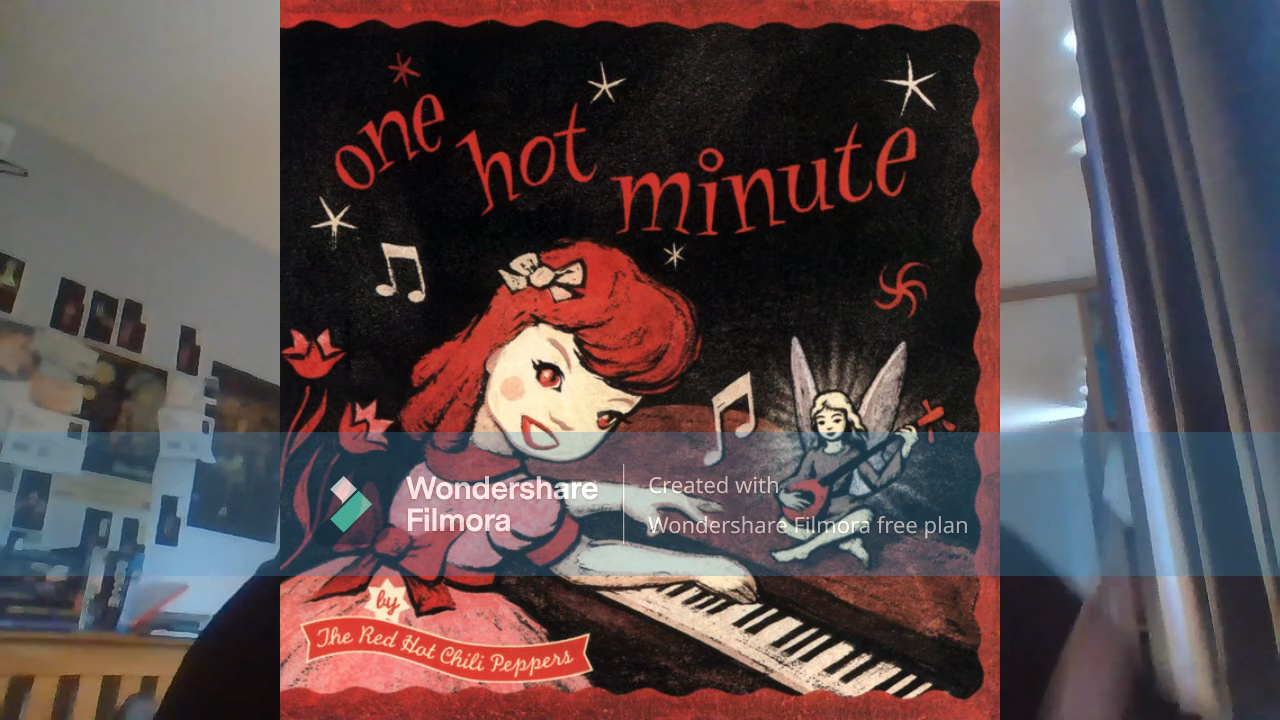 one hot minute
Wondershare
Filmora
Created with
Wondershare Filmora free plan
by
The Red Hot Chili Peppers